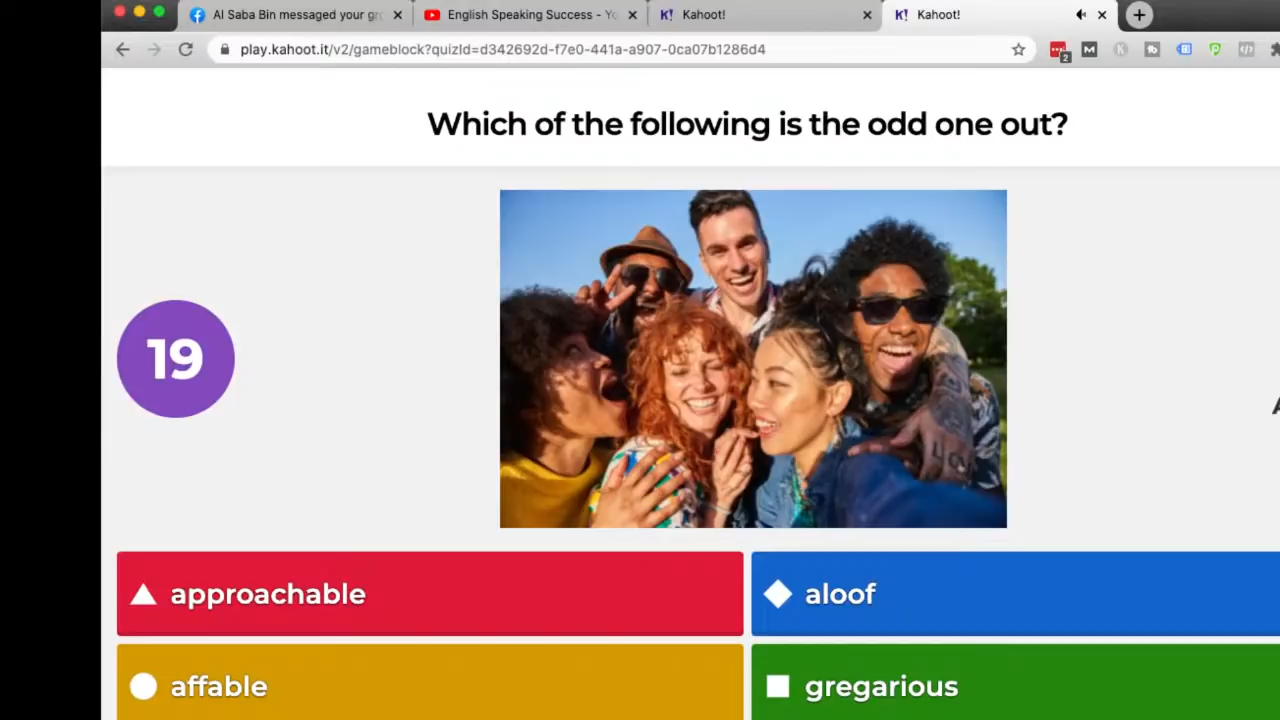 Al Saba Bin messaged your gr
English Speaking Success - Yo
K! Kahoot!
K! Kahoot!
play.kahoot.it/v2/gameblock?quizId=d342692d-f7e0-441a-a907-0ca07b1286d4
2
Which of the following is the odd one out?
19
approachable
aloof
affable
gregarious